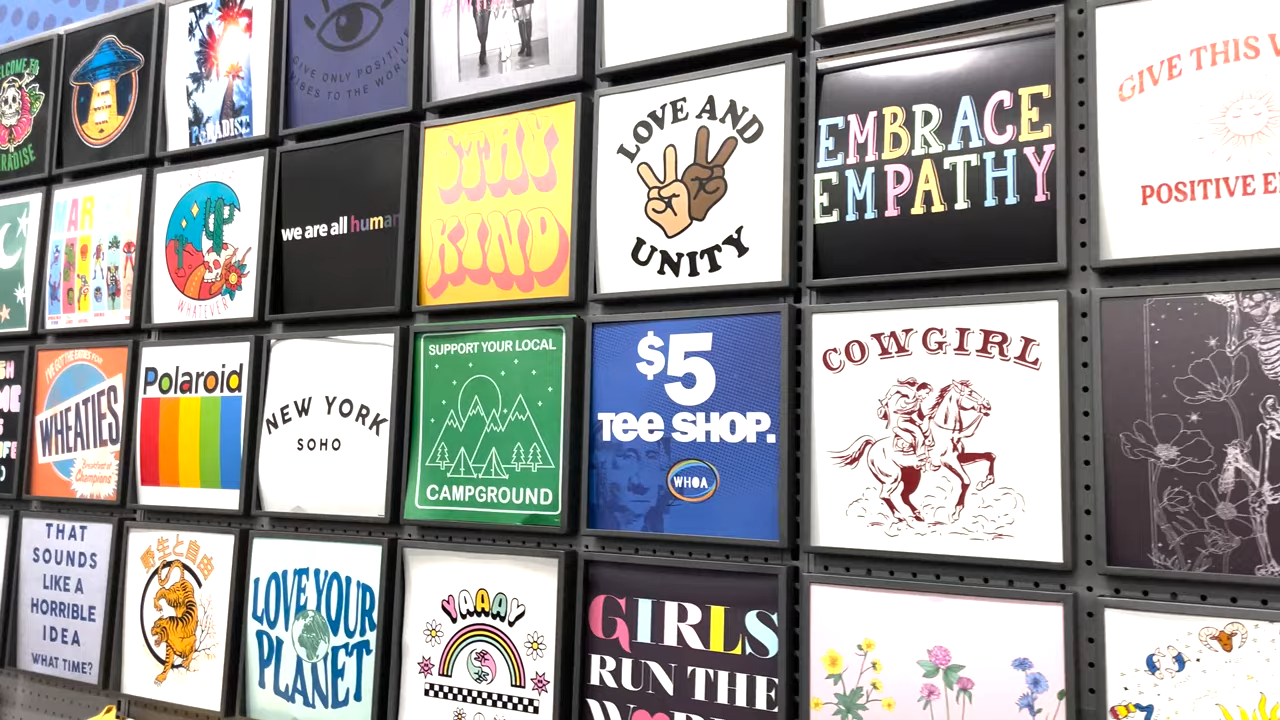 WELCOME TO
PARADISE
PARADISE
GIVE ONLY POSITIVE
VIBES TO THE WORLD
we are all human
STAY
KIND
LOVE AND
UNITY
EMBRACE
EMPATHY
GIVE THIS
POSITIVE
WHATEVER
I'VE GOT THE GAMES FOR
WHEATIES
Breakfast of
Champions
Polaroid
NEW YORK
SOHO
SUPPORT YOUR LOCAL
CAMPGROUND
$5
Tee SHOP.
WHOA
COWGIRL
THAT
SOUNDS
LIKE A
HORRIBLE
IDEA
WHAT TIME?
野生と自由
LOVE YOUR
PLANET
YAAAY
GIRLS
RUN THE